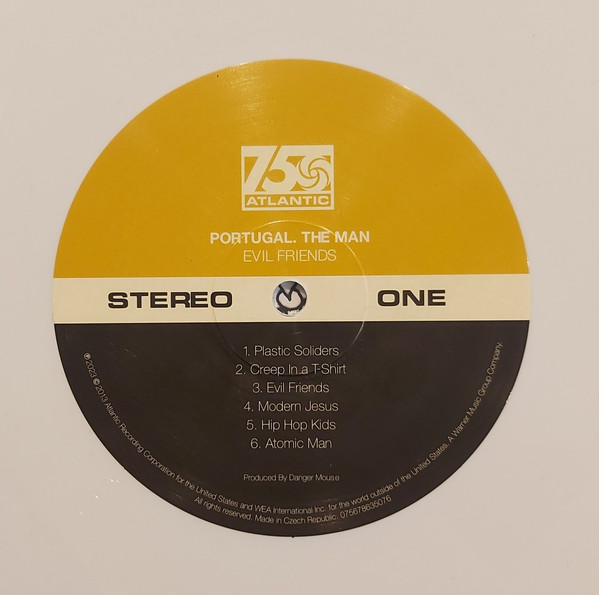 75
ATLANTIC
PORTUGAL. THE MAN
EVIL FRIENDS
STEREO ONE
1. Plastic Soliders
2. Creep In a T-Shirt
3. Evil Friends
4. Modern Jesus
5. Hip Hop Kids
6. Atomic Man
Produced By Danger Mouse
℗ 2023 © 2013 Atlantic Recording Corporation for the United States and WEA International Inc. for the world outside of the United States. A Warner Music Group Company.
All rights reserved. Made in Czech Republic. 075678635076